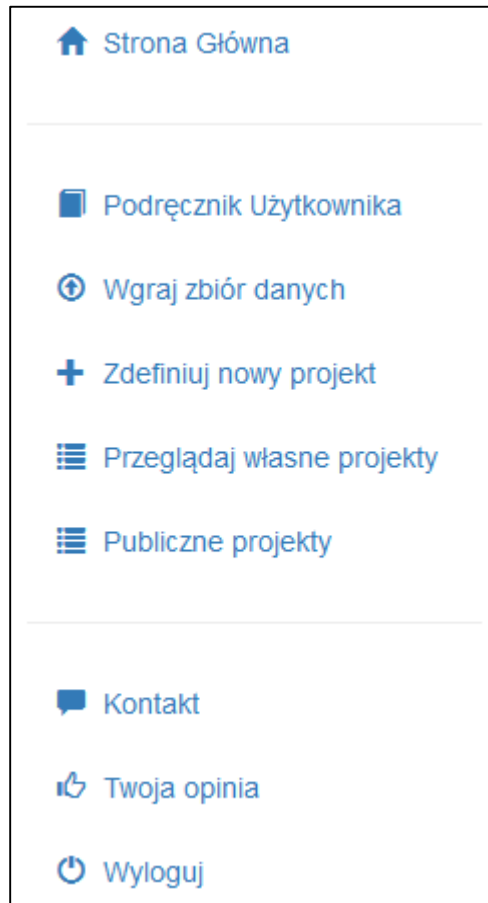 Strona Główna
Podręcznik Użytkownika
Wgraj zbiór danych
Zdefiniuj nowy projekt
Przeglądaj własne projekty
Publiczne projekty
Kontakt
Twoja opinia
Wyloguj